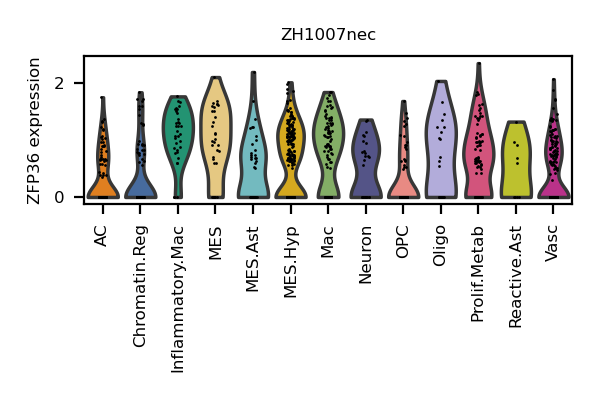 ZH1007nec
ZFP36 expression
2
0
AC
Chromatin.Reg
Inflammatory.Mac
MES
MES.Ast
MES.Hyp
Mac
Neuron
OPC
Oligo
Prolif.Metab
Reactive.Ast
Vasc